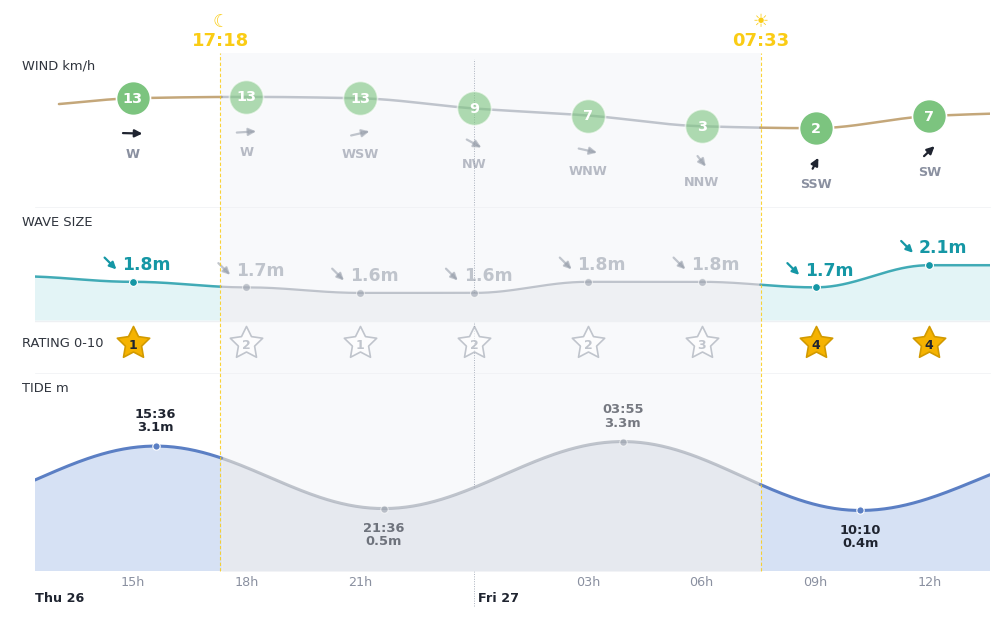 17:18
07:33
WIND km/h
13
13
13
9
7
3
2
7
W
W
WSW
NW
WNW
NNW
SSW
SW
WAVE SIZE
1.8m
1.7m
1.6m
1.6m
1.8m
1.8m
1.7m
2.1m
RATING 0-10
1
2
1
2
2
3
4
4
TIDE m
15:36
3.1m
03:55
3.3m
21:36
0.5m
10:10
0.4m
15h
18h
21h
03h
06h
09h
12h
Thu 26
Fri 27